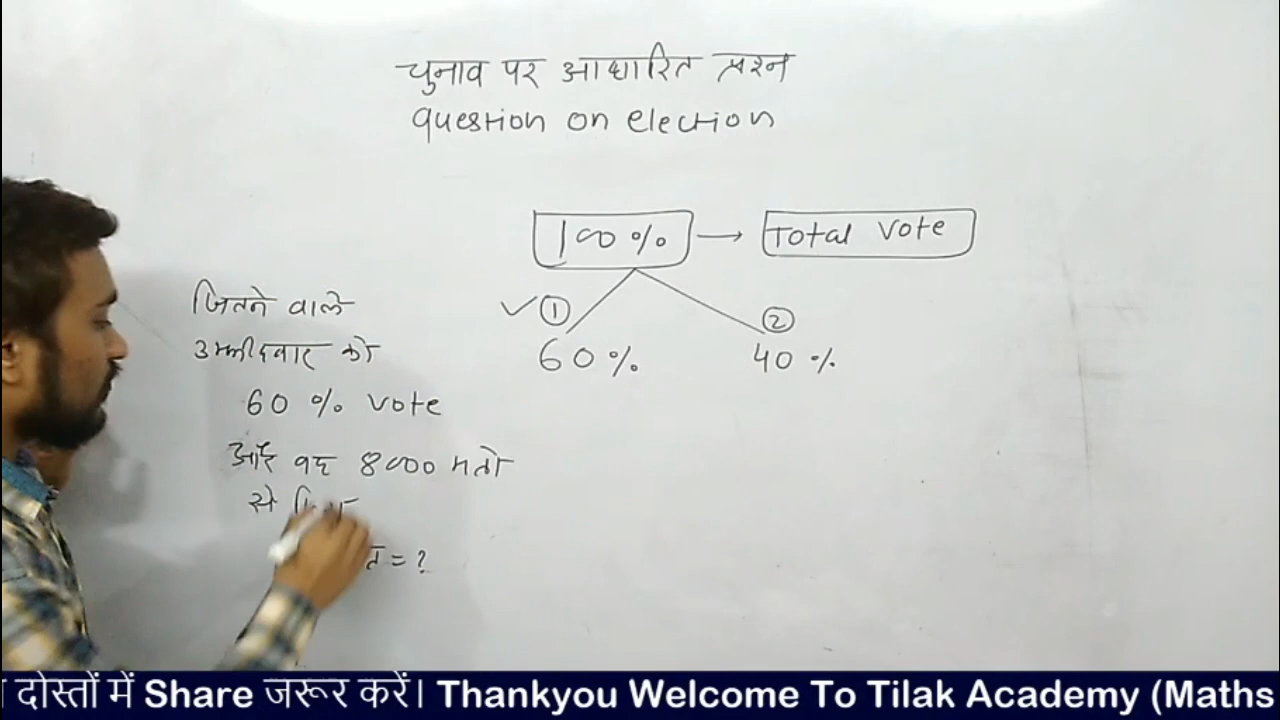 चुनाव पर आधारित प्रश्न
question on election
100% → Total vote
जितने वाले
उम्मीदवार को
60 % vote
और वह 8000 मतो
से
त = ?
✓ ① ②
60 % 40 %
दोस्तों में Share जरूर करें। Thankyou Welcome To Tilak Academy (Maths